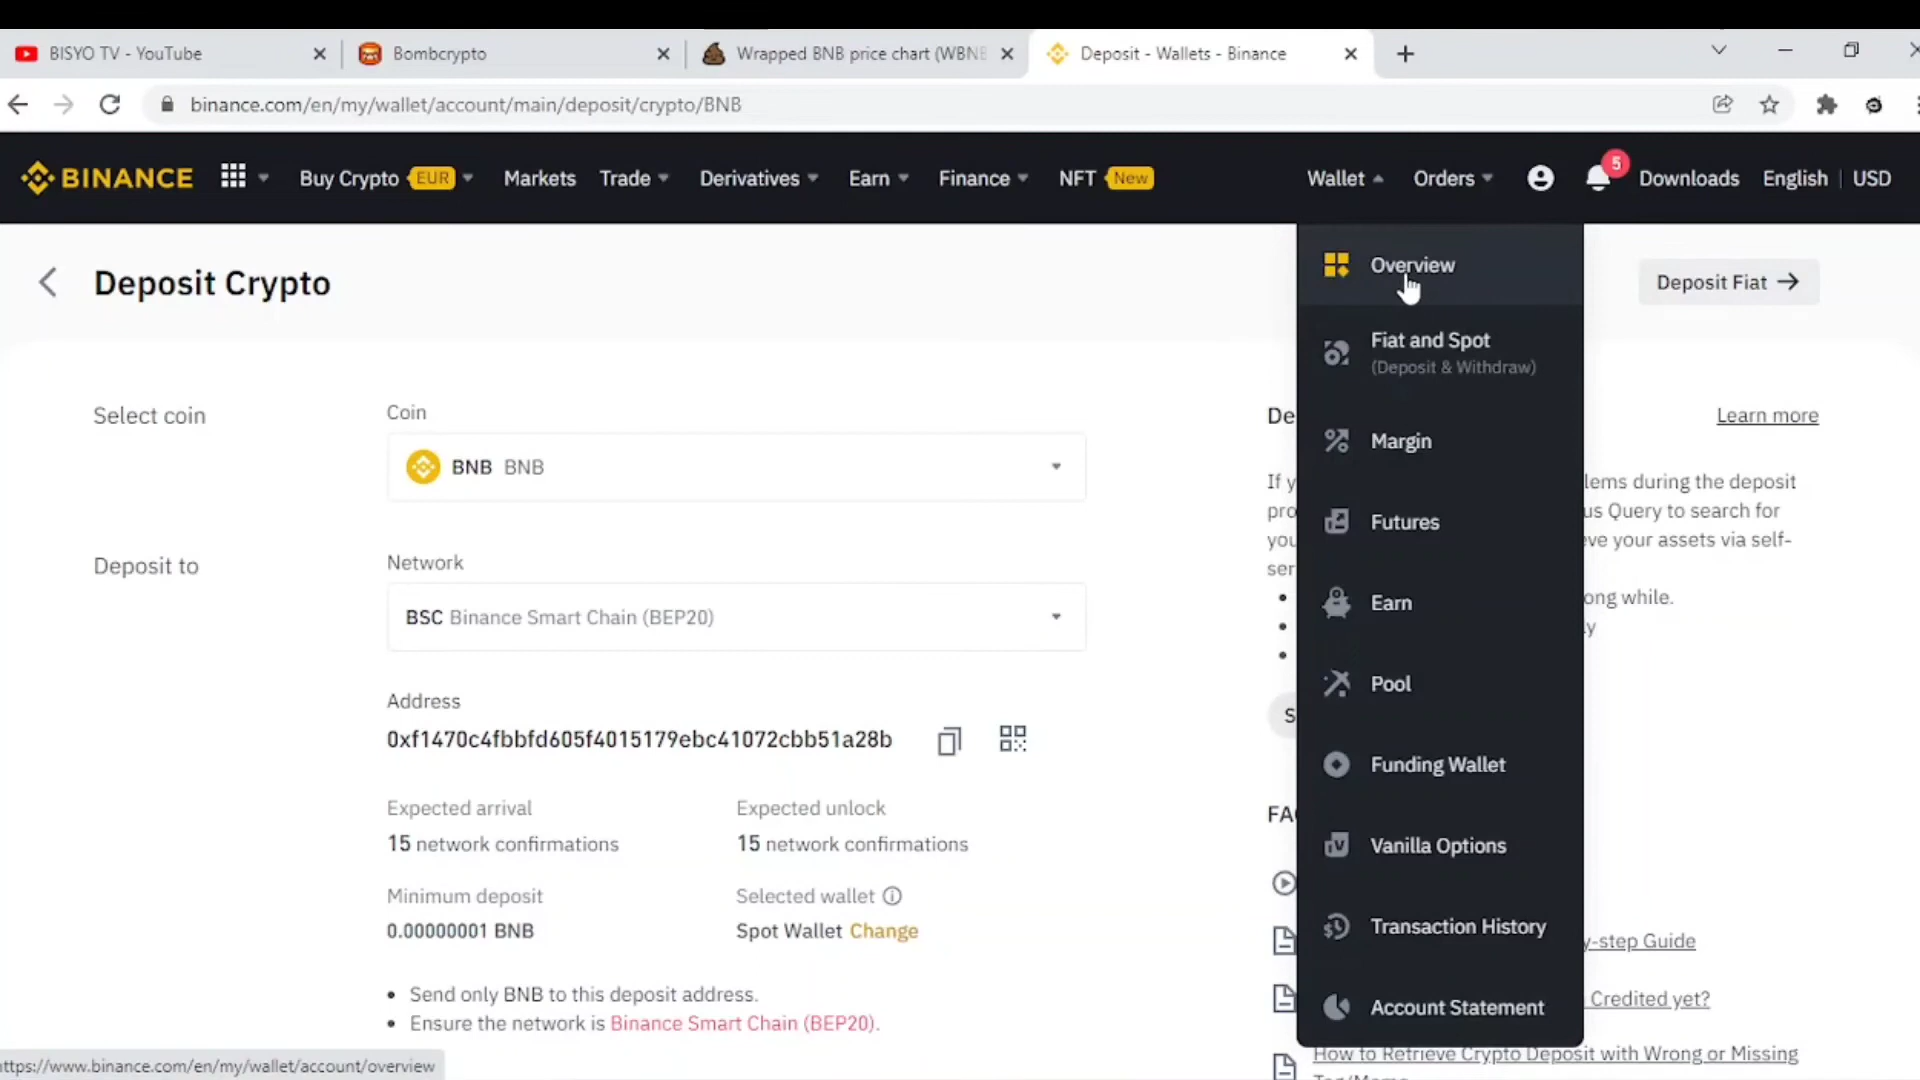 BISYO TV - YouTube
Bombcrypto
Wrapped BNB price chart (WBNB
Deposit - Wallets - Binance
binance.com/en/my/wallet/account/main/deposit/crypto/BNB
BINANCE
Buy Crypto EUR
Markets
Trade
Derivatives
Earn
Finance
NFT New
Wallet
Orders
5
Downloads
English
USD
Deposit Crypto
Deposit Fiat
Overview
Fiat and Spot
(Deposit & Withdraw)
Margin
Futures
Earn
Pool
Funding Wallet
Vanilla Options
Transaction History
Account Statement
Select coin
Coin
BNB BNB
Deposit to
Network
BSC Binance Smart Chain (BEP20)
Address
0xf1470c4fbbfd605f4015179ebc41072cbb51a28b
Expected arrival
15 network confirmations
Expected unlock
15 network confirmations
Minimum deposit
0.00000001 BNB
Selected wallet
Spot Wallet Change
• Send only BNB to this deposit address.
• Ensure the network is Binance Smart Chain (BEP20).
De
Learn more
If y
lems during the deposit
pro
us Query to search for
you
eve your assets via self-
ser
ong while.
y
S
FA
y-step Guide
Credited yet?
How to Retrieve Crypto Deposit with Wrong or Missing
ttps://www.binance.com/en/my/wallet/account/overview